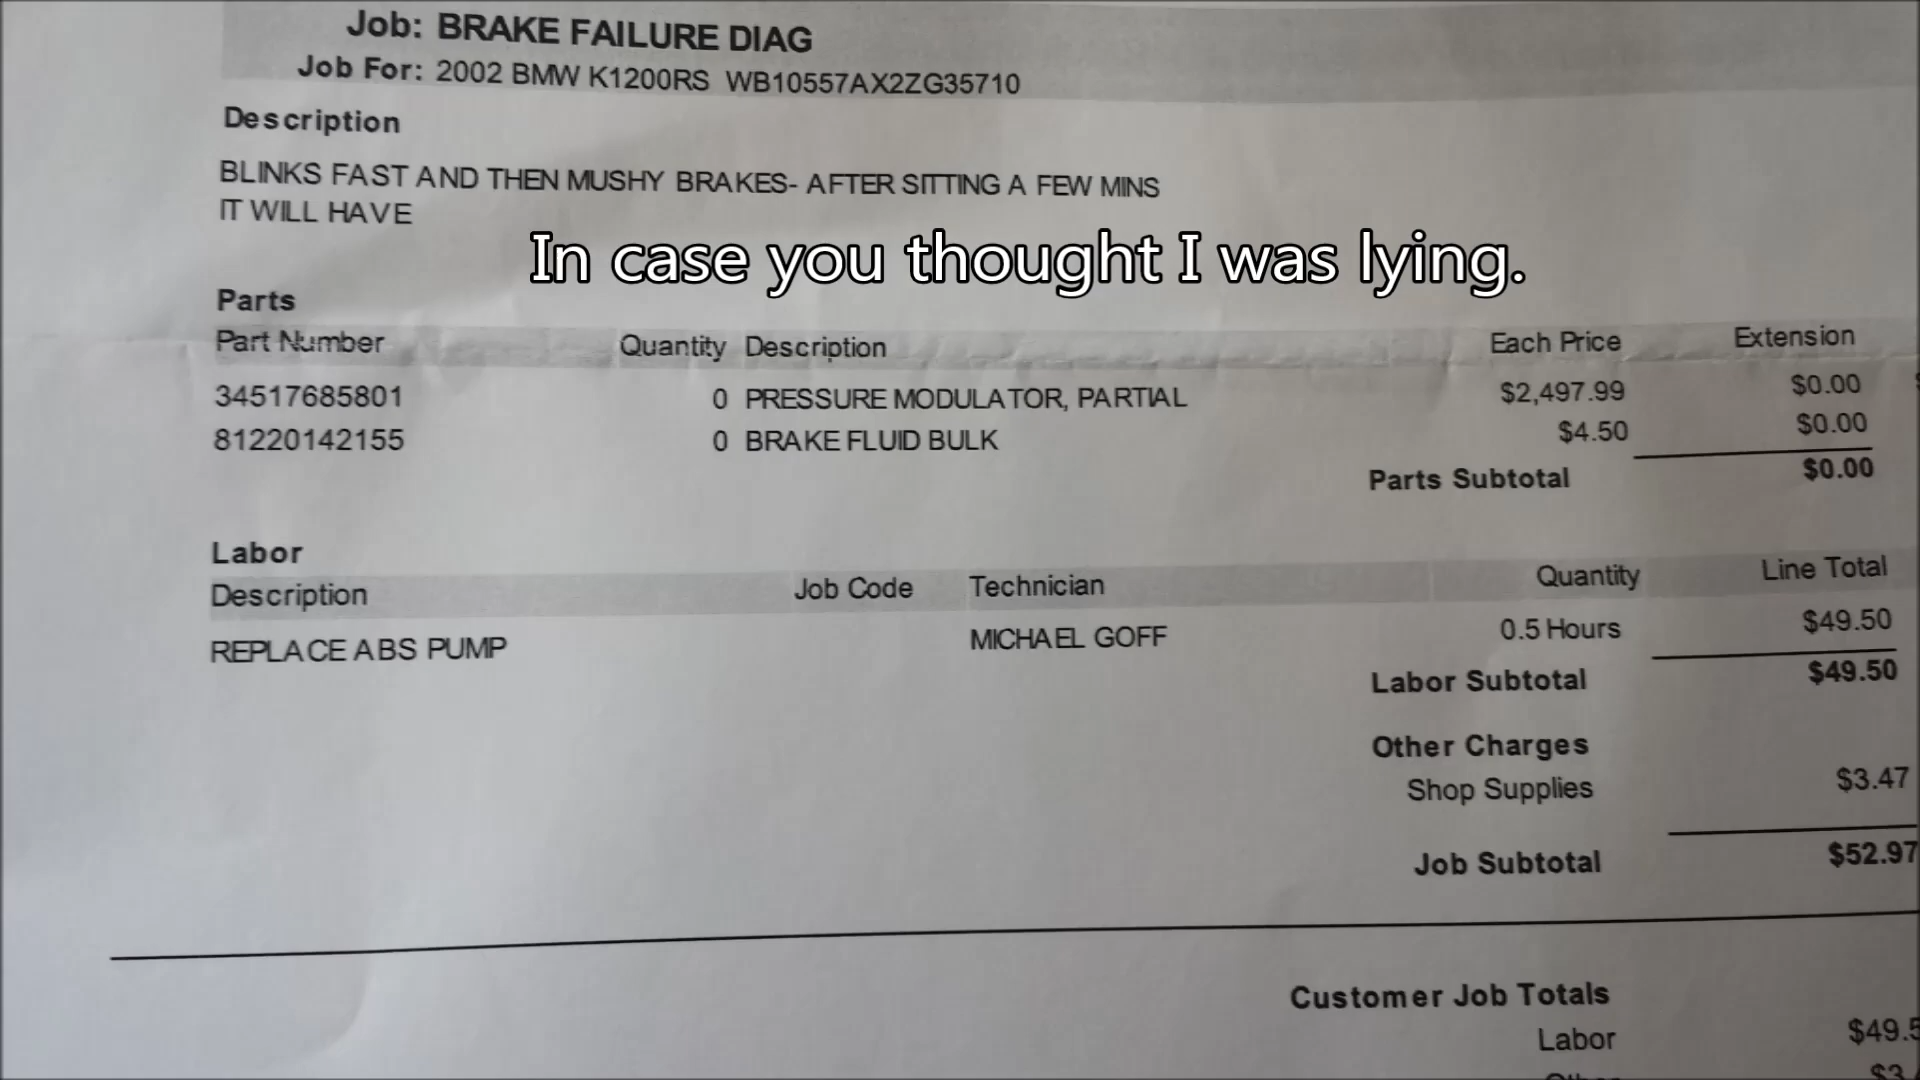 Job: BRAKE FAILURE DIAG
Job For: 2002 BMW K1200RS WB10557AX2ZG35710
Description
BLINKS FAST AND THEN MUSHY BRAKES- AFTER SITTING A FEW MINS
IT WILL HAVE
In case you thought I was lying.
Parts
Part Number Quantity Description Each Price Extension
34517685801 0 PRESSURE MODULATOR, PARTIAL $2,497.99 $0.00
81220142155 0 BRAKE FLUID BULK $4.50 $0.00
Parts Subtotal $0.00
Labor
Description Job Code Technician Quantity Line Total
REPLACE ABS PUMP MICHAEL GOFF 0.5 Hours $49.50
Labor Subtotal $49.50
Other Charges
Shop Supplies $3.47
Job Subtotal $52.97
Customer Job Totals
Labor $49.5